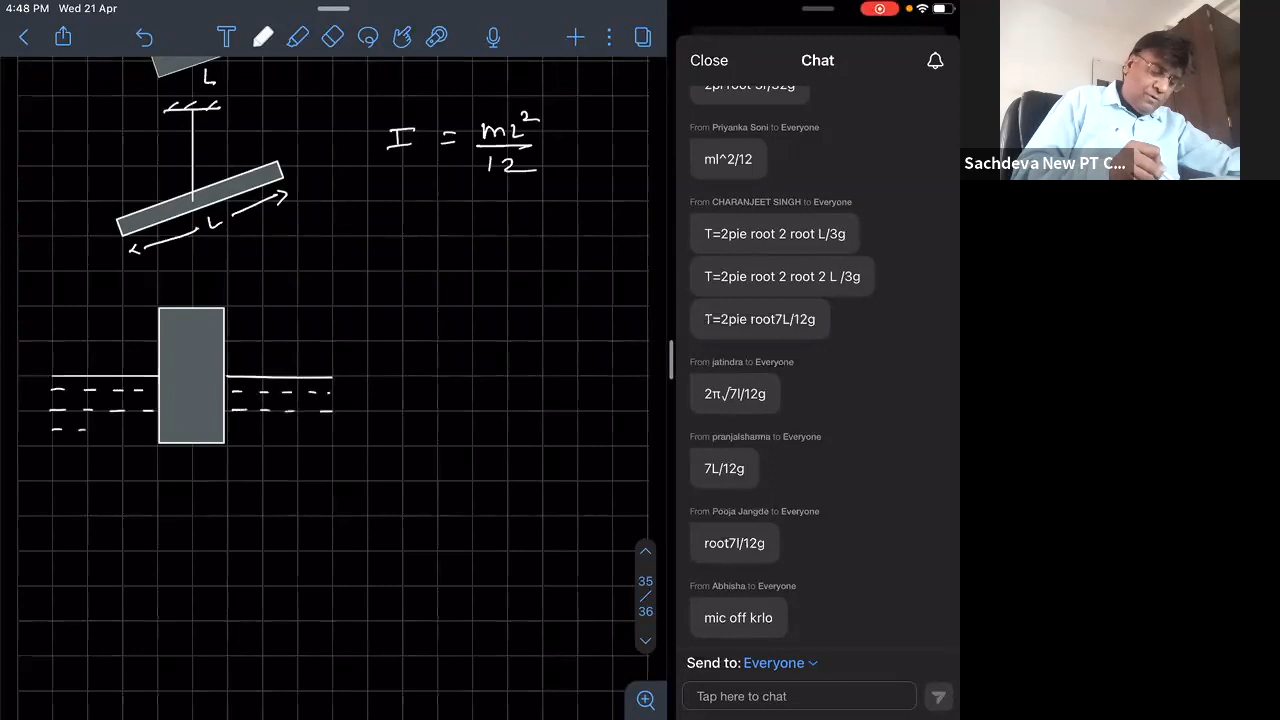 4:48 PM Wed 21 Apr
L
I = mL²/12
L
35
36
Close
Chat
From Priyanka Soni to Everyone
ml^2/12
From CHARANJEET SINGH to Everyone
T=2pie root 2 root L/3g
T=2pie root 2 root 2 L /3g
T=2pie root7L/12g
From jatindra to Everyone
2π√7l/12g
From pranjalsharma to Everyone
7L/12g
From Pooja Jangde to Everyone
root7l/12g
From Abhisha to Everyone
mic off krlo
Send to: Everyone
Tap here to chat
Sachdeva New PT C...